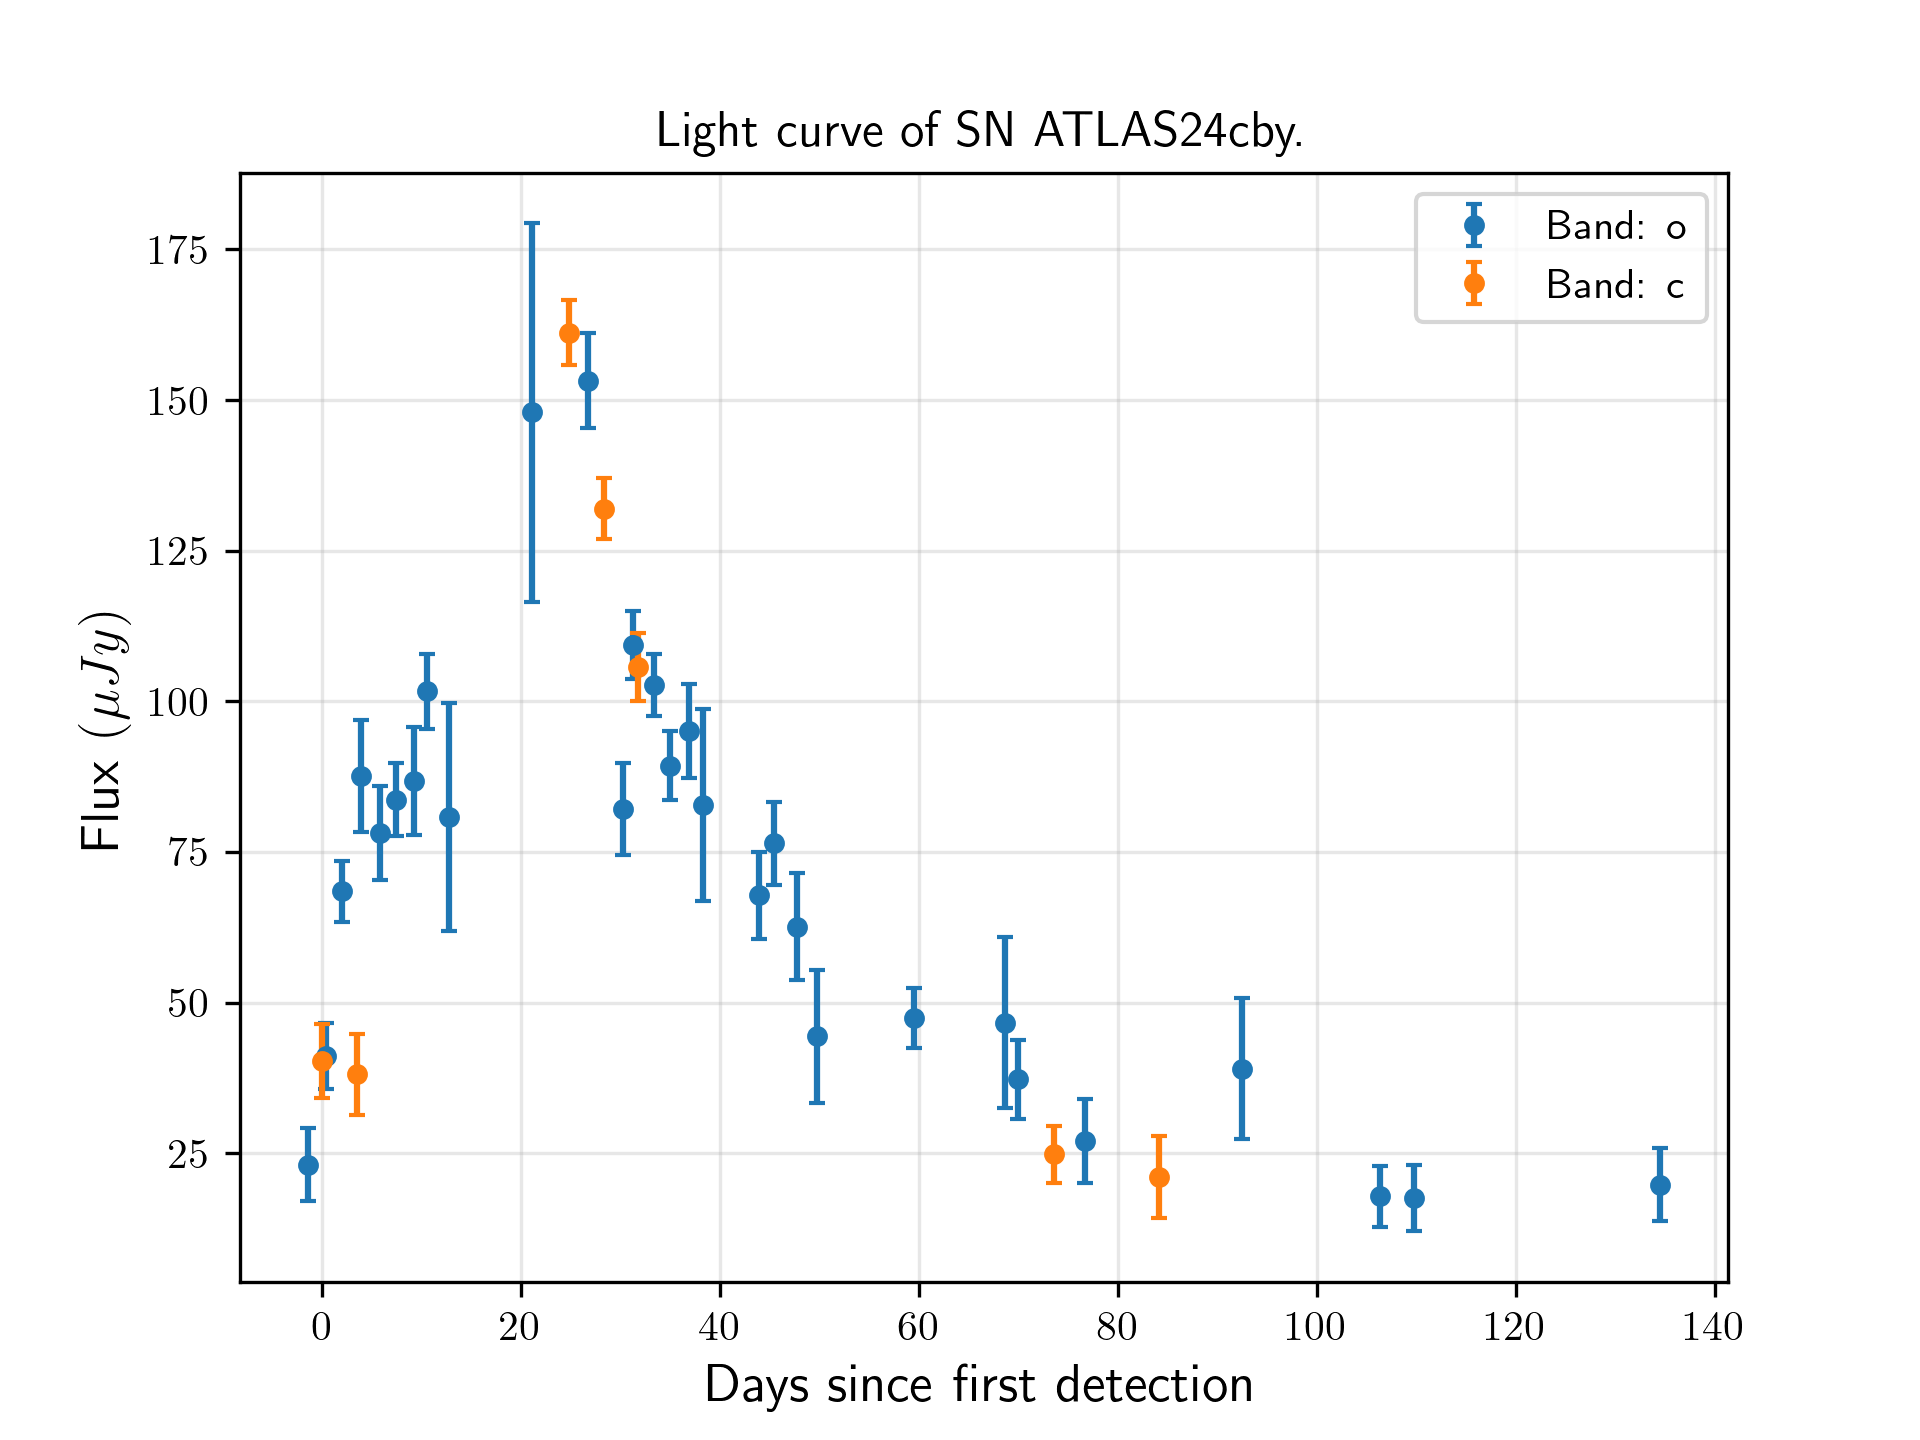 Light curve of SN ATLAS24cby.
Band: o
Band: c
175
150
125
100
75
50
25
Flux (μJy)
0 20 40 60 80 100 120 140
Days since first detection